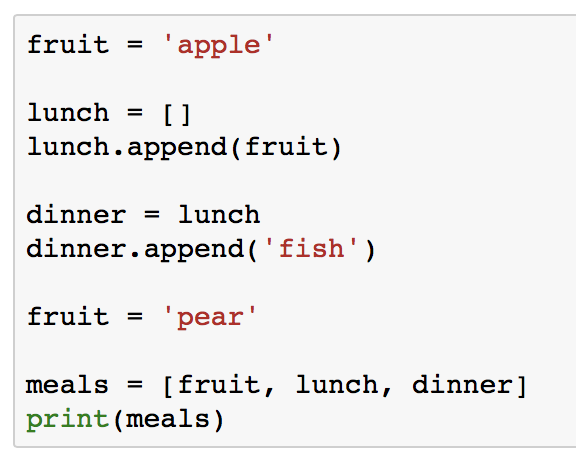 fruit = 'apple'
lunch = []
lunch.append(fruit)
dinner = lunch
dinner.append('fish')
fruit = 'pear'
meals = [fruit, lunch, dinner]
print(meals)